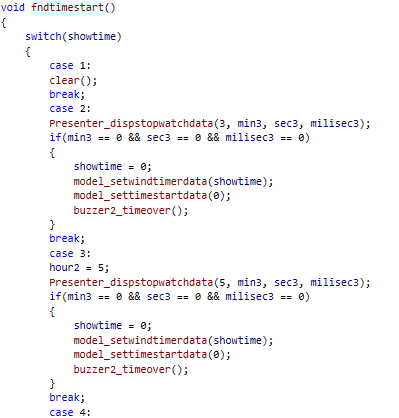 void fndtimestart()
{
switch(showtime)
{
case 1:
clear();
break;
case 2:
Presenter_dispstopwatchdata(3, min3, sec3, milisec3);
if(min3 == 0 && sec3 == 0 && milisec3 == 0)
{
showtime = 0;
model_setwindtimerdata(showtime);
model_settimestartdata(0);
buzzer2_timeover();
}
break;
case 3:
hour2 = 5;
Presenter_dispstopwatchdata(5, min3, sec3, milisec3);
if(min3 == 0 && sec3 == 0 && milisec3 == 0)
{
showtime = 0;
model_setwindtimerdata(showtime);
model_settimestartdata(0);
buzzer2_timeover();
}
break;
case 4: